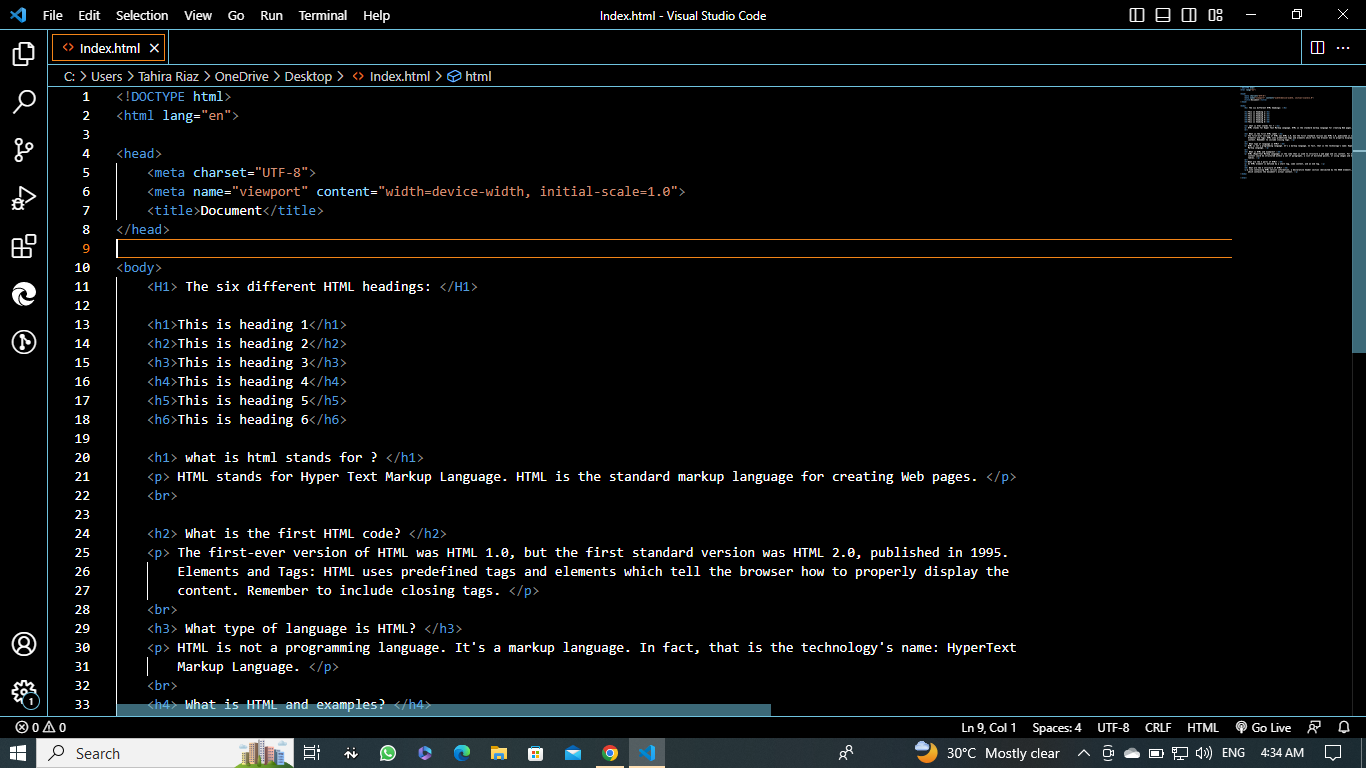 File Edit Selection View Go Run Terminal Help Index.html - Visual Studio Code
Index.html
C: > Users > Tahira Riaz > OneDrive > Desktop > Index.html > html
1 <!DOCTYPE html>
2 <html lang="en">
3
4 <head>
5 <meta charset="UTF-8">
6 <meta name="viewport" content="width=device-width, initial-scale=1.0">
7 <title>Document</title>
8 </head>
9
10 <body>
11 <H1> The six different HTML headings: </H1>
12
13 <h1>This is heading 1</h1>
14 <h2>This is heading 2</h2>
15 <h3>This is heading 3</h3>
16 <h4>This is heading 4</h4>
17 <h5>This is heading 5</h5>
18 <h6>This is heading 6</h6>
19
20 <h1> what is html stands for ? </h1>
21 <p> HTML stands for Hyper Text Markup Language. HTML is the standard markup language for creating Web pages. </p>
22 <br>
23
24 <h2> What is the first HTML code? </h2>
25 <p> The first-ever version of HTML was HTML 1.0, but the first standard version was HTML 2.0, published in 1995.
26 Elements and Tags: HTML uses predefined tags and elements which tell the browser how to properly display the
27 content. Remember to include closing tags. </p>
28 <br>
29 <h3> What type of language is HTML? </h3>
30 <p> HTML is not a programming language. It's a markup language. In fact, that is the technology's name: HyperText
31 Markup Language. </p>
32 <br>
33 <h4> What is HTML and examples? </h4>
1
0 0 Ln 9, Col 1 Spaces: 4 UTF-8 CRLF HTML Go Live
Search 30°C Mostly clear ENG 4:34 AM